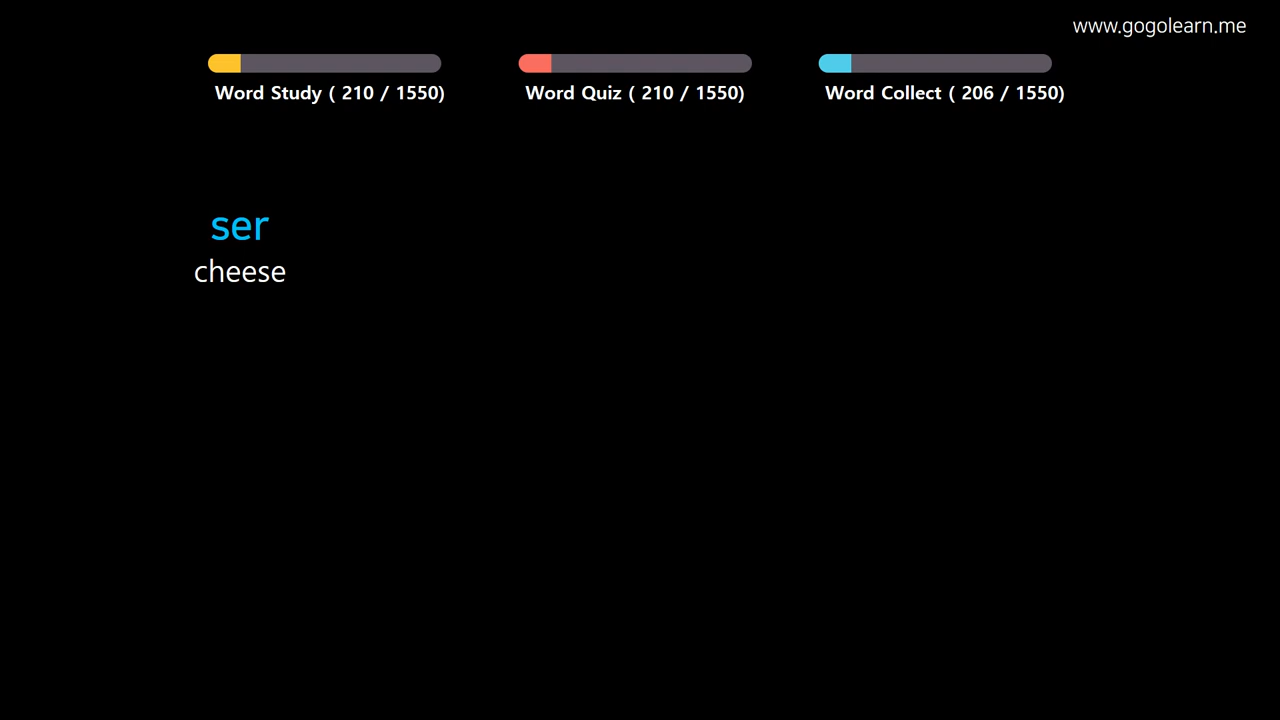 www.gogolearn.me
Word Study ( 210 / 1550)
Word Quiz ( 210 / 1550)
Word Collect ( 206 / 1550)
ser
cheese